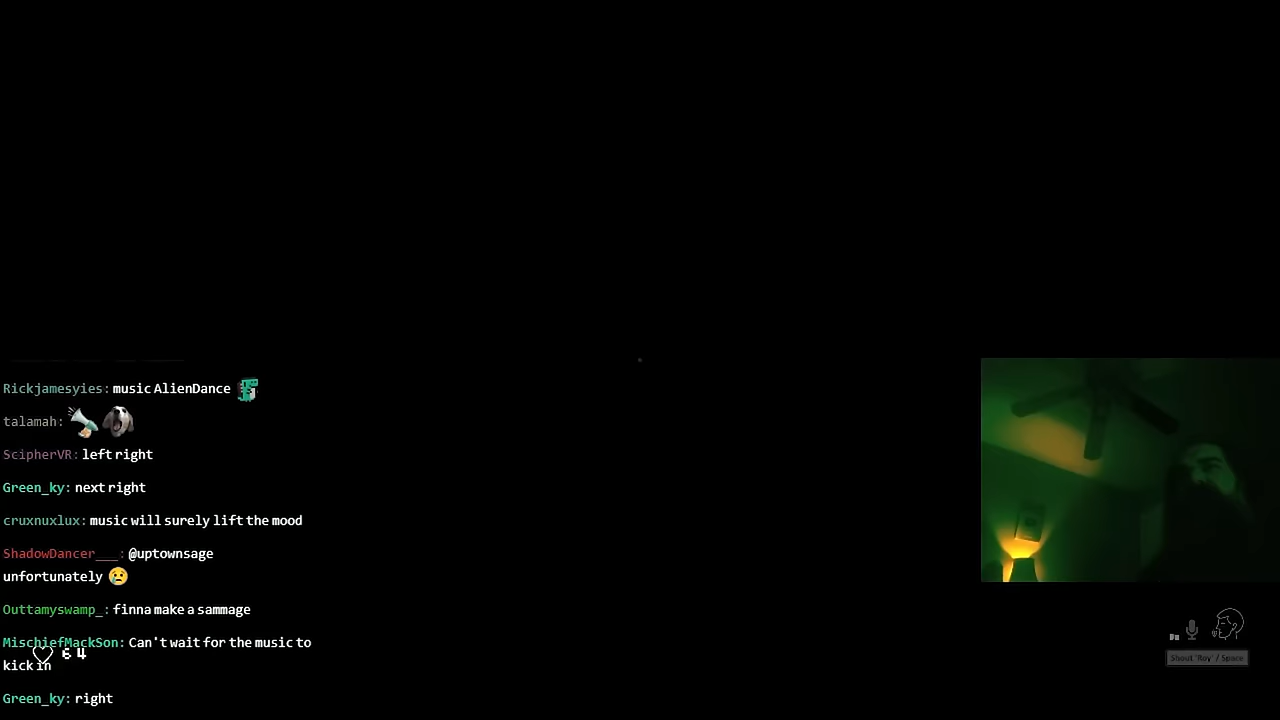 Rickjamesyies: music AlienDance
talamah:
ScipherVR: left right
Green_ky: next right
cruxnuxlux: music will surely lift the mood
ShadowDancer___: @uptownsage
unfortunately 😢
Outtamyswamp_: finna make a sammage
MischiefMackSon: Can't wait for the music to
kick in
64
Green_ky: right
Shout 'Roy' / Space